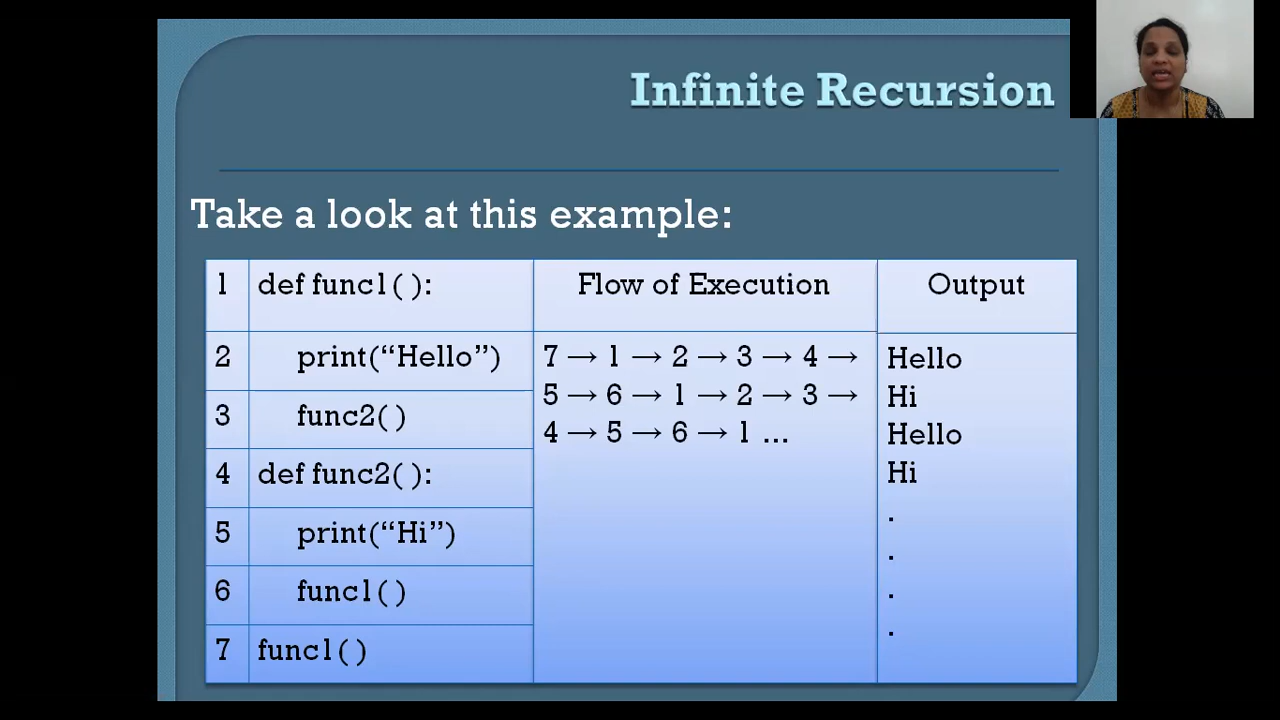 Infinite Recursion
Take a look at this example:
1 def func1( ): Flow of Execution Output
2 print(“Hello”) 7 → 1 → 2 → 3 → 4 → Hello
5 → 6 → 1 → 2 → 3 → Hi
3 func2( ) 4 → 5 → 6 → 1 ... Hello
4 def func2( ): Hi
.
5 print(“Hi”) .
6 func1( ) .
.
7 func1( )